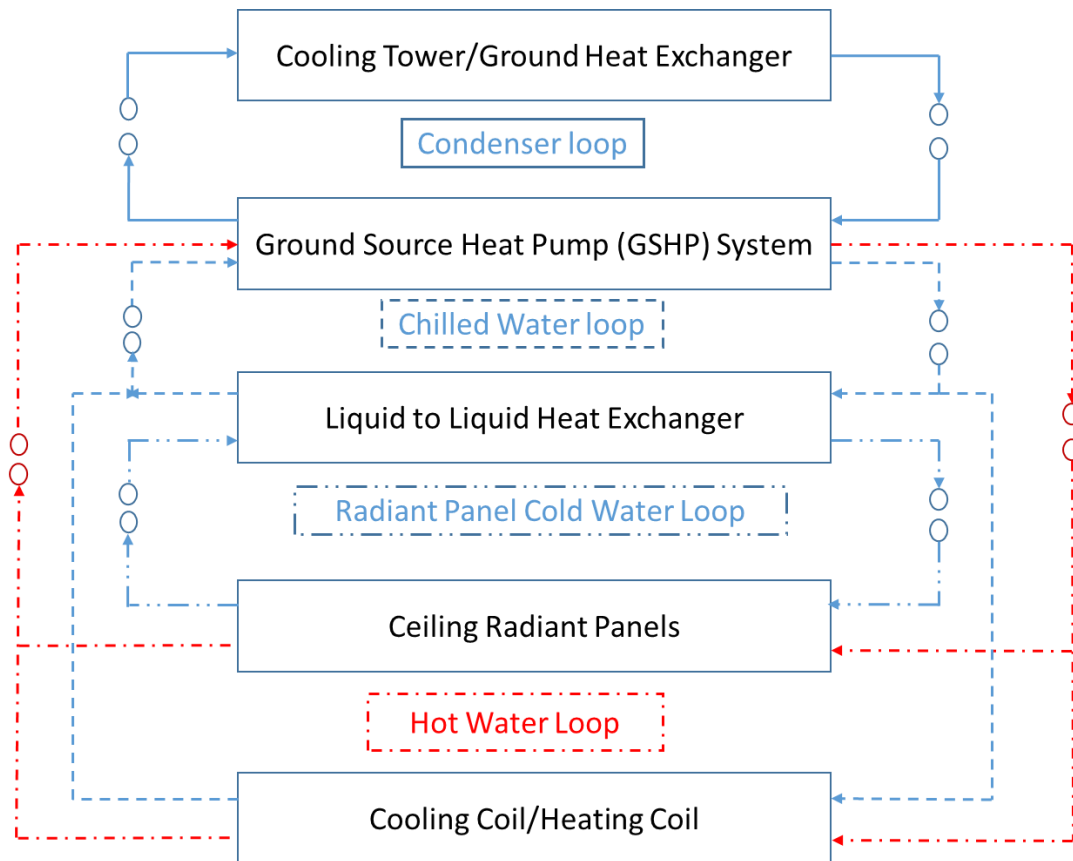 Cooling Tower/Ground Heat Exchanger
Condenser loop
Ground Source Heat Pump (GSHP) System
Chilled Water loop
Liquid to Liquid Heat Exchanger
Radiant Panel Cold Water Loop
Ceiling Radiant Panels
Hot Water Loop
Cooling Coil/Heating Coil